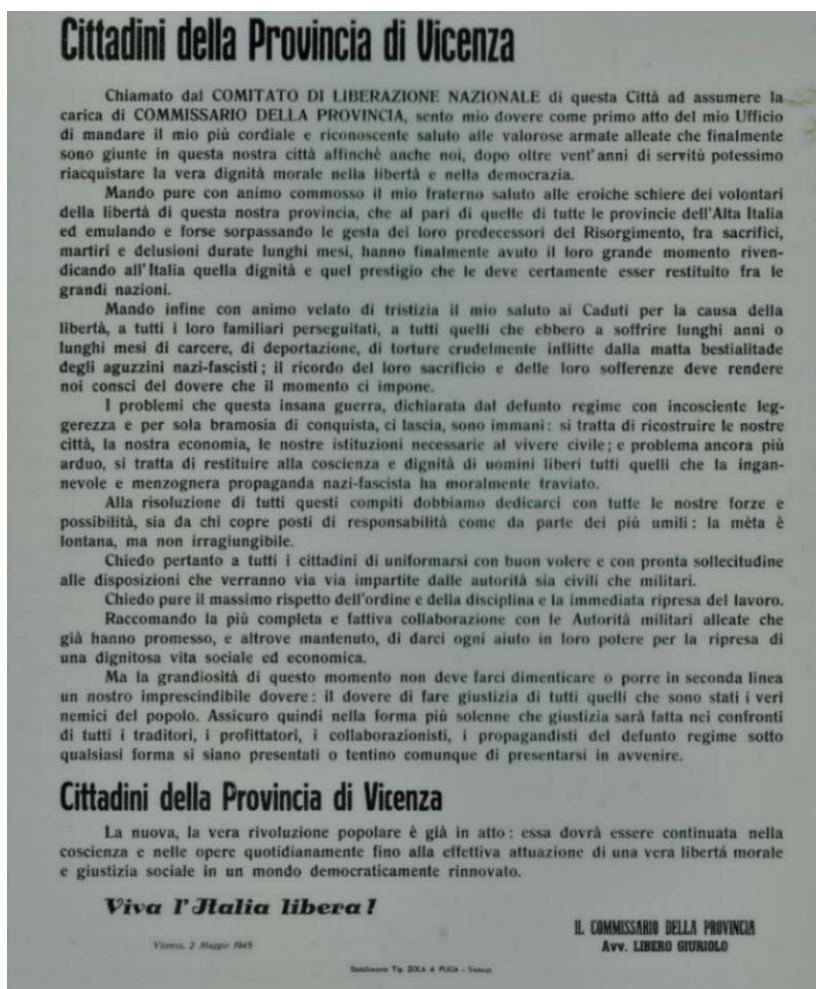 Cittadini della Provincia di Vicenza
Chiamato dal COMITATO DI LIBERAZIONE NAZIONALE di questa Città ad assumere la
carica di COMMISSARIO DELLA PROVINCIA, sento mio dovere come primo atto del mio Ufficio
di mandare il mio più cordiale e riconoscente saluto alle valorose armate alleate che finalmente
sono giunte in questa nostra città affinchè anche noi, dopo oltre vent'anni di servitù potessimo
riacquistare la vera dignità morale nella libertà e nella democrazia.
Mando pure con animo commosso il mio fraterno saluto alle eroiche schiere dei volontari
della libertà di questa nostra provincia, che al pari di quelle di tutte le provincie dell'Alta Italia
ed emulando e forse sorpassando le gesta dei loro predecessori del Risorgimento, fra sacrifici,
martiri e delusioni durate lunghi mesi, hanno finalmente avuto il loro grande momento riven-
dicando all'Italia quella dignità e quel prestigio che le deve certamente esser restituito fra le
grandi nazioni.
Mando infine con animo velato di tristizia il mio saluto ai Caduti per la causa della
libertà, a tutti i loro familiari perseguitati, a tutti quelli che ebbero a soffrire lunghi anni o
lunghi mesi di carcere, di deportazione, di torture crudelmente inflitte dalla matta bestialitade
degli aguzzini nazi-fascisti; il ricordo del loro sacrificio e delle loro sofferenze deve rendere
noi consci del dovere che il momento ci impone.
I problemi che questa insana guerra, dichiarata dal defunto regime con incosciente leg-
gerezza e per sola bramosia di conquista, ci lascia, sono immani: si tratta di ricostruire le nostre
città, la nostra economia, le nostre istituzioni necessarie al vivere civile; e problema ancora più
arduo, si tratta di restituire alla coscienza e dignità di uomini liberi tutti quelli che la ingan-
nevole e menzognera propaganda nazi-fascista ha moralmente traviato.
Alla risoluzione di tutti questi compiti dobbiamo dedicarci con tutte le nostre forze e
possibilità, sia da chi copre posti di responsabilità come da parte dei più umili: la mèta è
lontana, ma non irragiungibile.
Chiedo pertanto a tutti i cittadini di uniformarsi con buon volere e con pronta sollecitudine
alle disposizioni che verranno via via impartite dalle autorità sia civili che militari.
Chiedo pure il massimo rispetto dell'ordine e della disciplina e la immediata ripresa del lavoro.
Raccomando la più completa e fattiva collaborazione con le Autorità militari alleate che
già hanno promesso, e altrove mantenuto, di darci ogni aiuto in loro potere per la ripresa di
una dignitosa vita sociale ed economica.
Ma la grandiosità di questo momento non deve farci dimenticare o porre in seconda linea
un nostro imprescindibile dovere: il dovere di fare giustizia di tutti quelli che sono stati i veri
nemici del popolo. Assicuro quindi nella forma più solenne che giustizia sarà fatta nei confronti
di tutti i traditori, i profittatori, i collaborazionisti, i propagandisti del defunto regime sotto
qualsiasi forma si siano presentati o tentino comunque di presentarsi in avvenire.
Cittadini della Provincia di Vicenza
La nuova, la vera rivoluzione popolare è già in atto: essa dovrà essere continuata nella
coscienza e nelle opere quotidianamente fino alla effettiva attuazione di una vera libertá morale
e giustizia sociale in un mondo democraticamente rinnovato.
Viva l'Italia libera!
IL COMMISSARIO DELLA PROVINCIA
Avv. LIBERO GIURIOLO
Vicenza, 2 Maggio 1945
Stabilimento Tip. ZOLA & FUGA - Vicenza